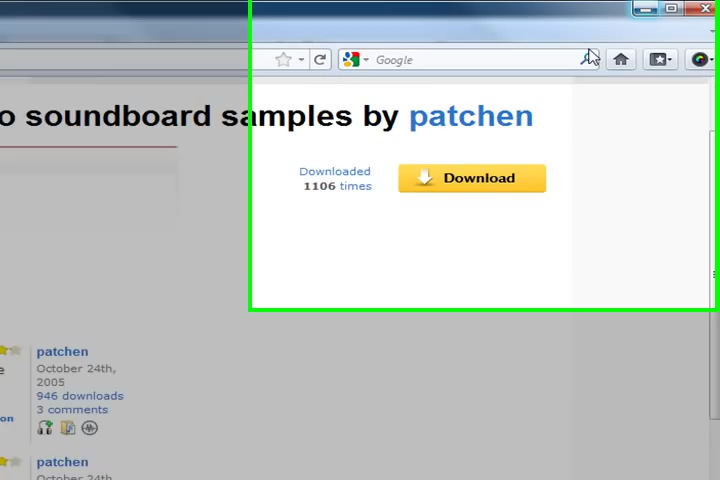 Google
o soundboard samples by patchen
Downloaded
1106 times
Download
patchen
e
October 24th,
2005
946 downloads
on
3 comments
patchen
October 24th,